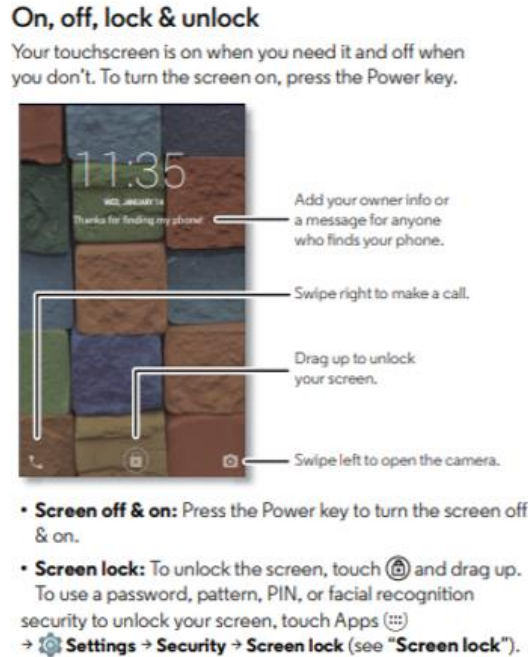 On, off, lock & unlock
Your touchscreen is on when you need it and off when
you don't. To turn the screen on, press the Power key.
11:35
WED, JANUARY 14
Thanks for finding my phone!
Add your owner info or
a message for anyone
who finds your phone.
Swipe right to make a call.
Drag up to unlock
your screen.
Swipe left to open the camera.
• Screen off & on: Press the Power key to turn the screen off
& on.
• Screen lock: To unlock the screen, touch and drag up.
To use a password, pattern, PIN, or facial recognition
security to unlock your screen, touch Apps
→ Settings → Security → Screen lock (see "Screen lock").